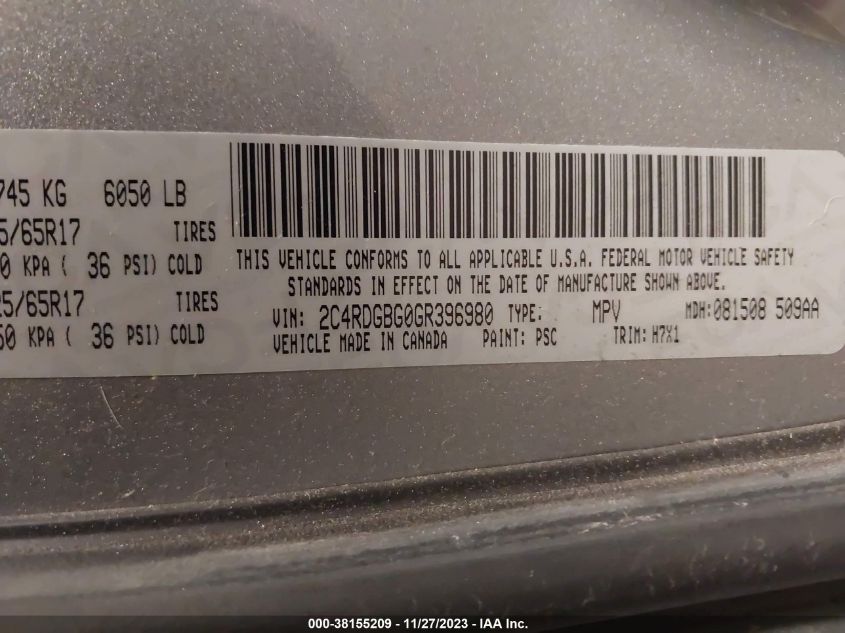 745 KG 6050 LB
5/65R17 TIRES
0 KPA ( 36 PSI) COLD
25/65R17 TIRES
50 KPA ( 36 PSI) COLD
THIS VEHICLE CONFORMS TO ALL APPLICABLE U.S.A. FEDERAL MOTOR VEHICLE SAFETY
STANDARDS IN EFFECT ON THE DATE OF MANUFACTURE SHOWN ABOVE.
VIN: 2C4RDGBG0GR396980 TYPE: MPV MDH: 081508 509AA
VEHICLE MADE IN CANADA PAINT: PSC TRIM: H7X1
000-38155209 - 11/27/2023 - IAA Inc.